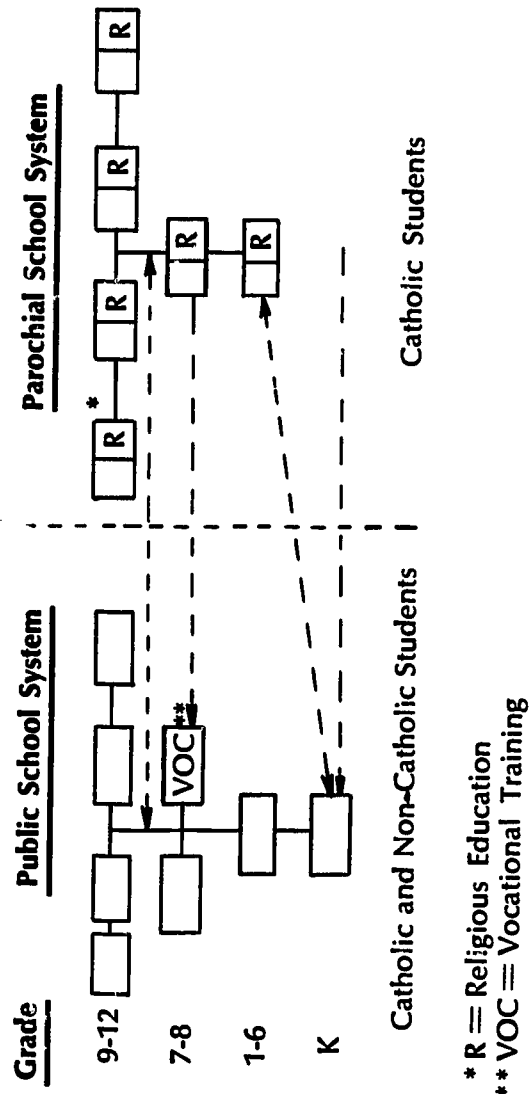 Grade
Public School System
Parochial School System
9-12
R
*
R
R
R
7-8
VOC **
R
1-6
R
K
Catholic and Non-Catholic Students
Catholic Students
* R = Religious Education
** VOC = Vocational Training